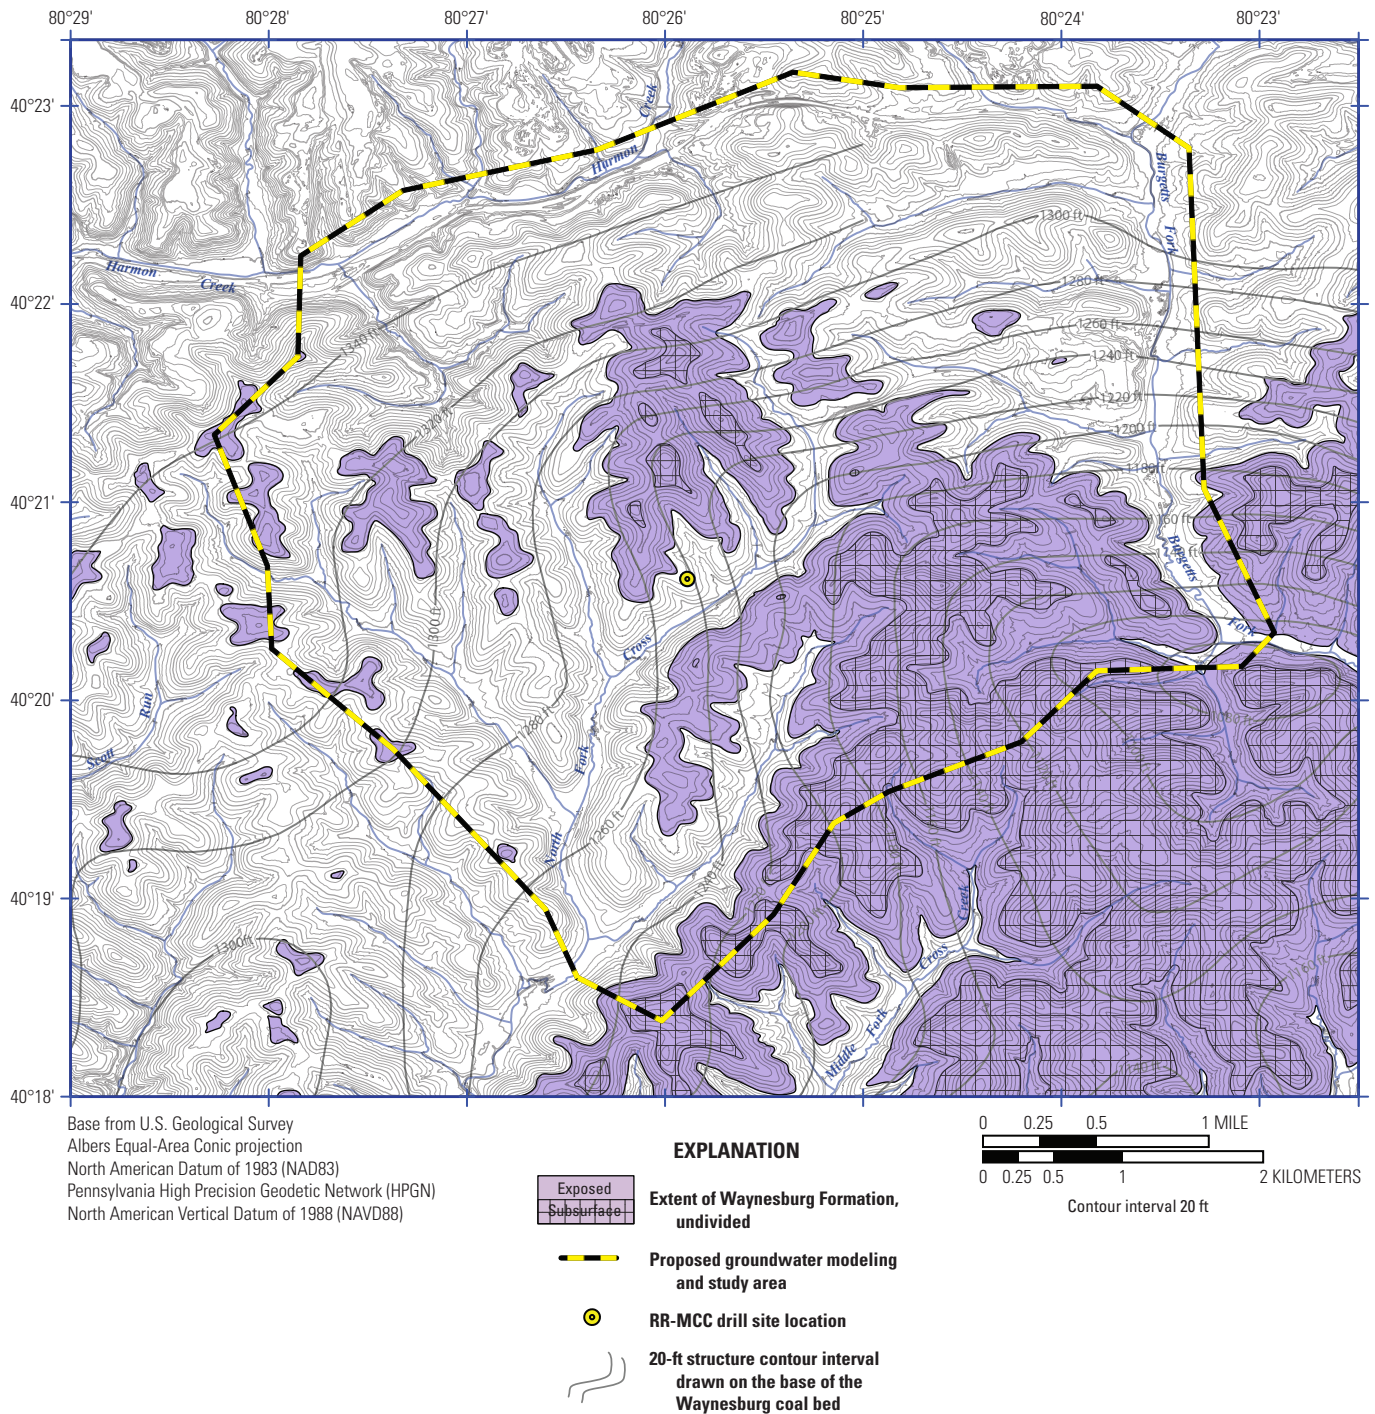 80°29' 80°28' 80°27' 80°26' 80°25' 80°24' 80°23'
40°23'
Creek
Harmon
Burgetts
Fork
1300 ft
Harmon
Creek
40°22'
1280 ft
1260 ft
1340 ft
1240 ft
1220 ft
1320 ft
1200 ft
1180 ft
40°21'
Burgetts
1300 ft
Cross
Fork
40°20'
Run
Scott
1280 ft
Fork
North
1260 ft
1240 ft
40°19'
Creek
Cross
1300 ft
1160 ft
Fork
Middle
40°18'
Base from U.S. Geological Survey
Albers Equal-Area Conic projection
North American Datum of 1983 (NAD83)
Pennsylvania High Precision Geodetic Network (HPGN)
North American Vertical Datum of 1988 (NAVD88)
EXPLANATION
Exposed
Subsurface
Extent of Waynesburg Formation,
undivided
Proposed groundwater modeling
and study area
RR-MCC drill site location
20-ft structure contour interval
drawn on the base of the
Waynesburg coal bed
0 0.25 0.5 1 MILE
0 0.25 0.5 1 2 KILOMETERS
Contour interval 20 ft